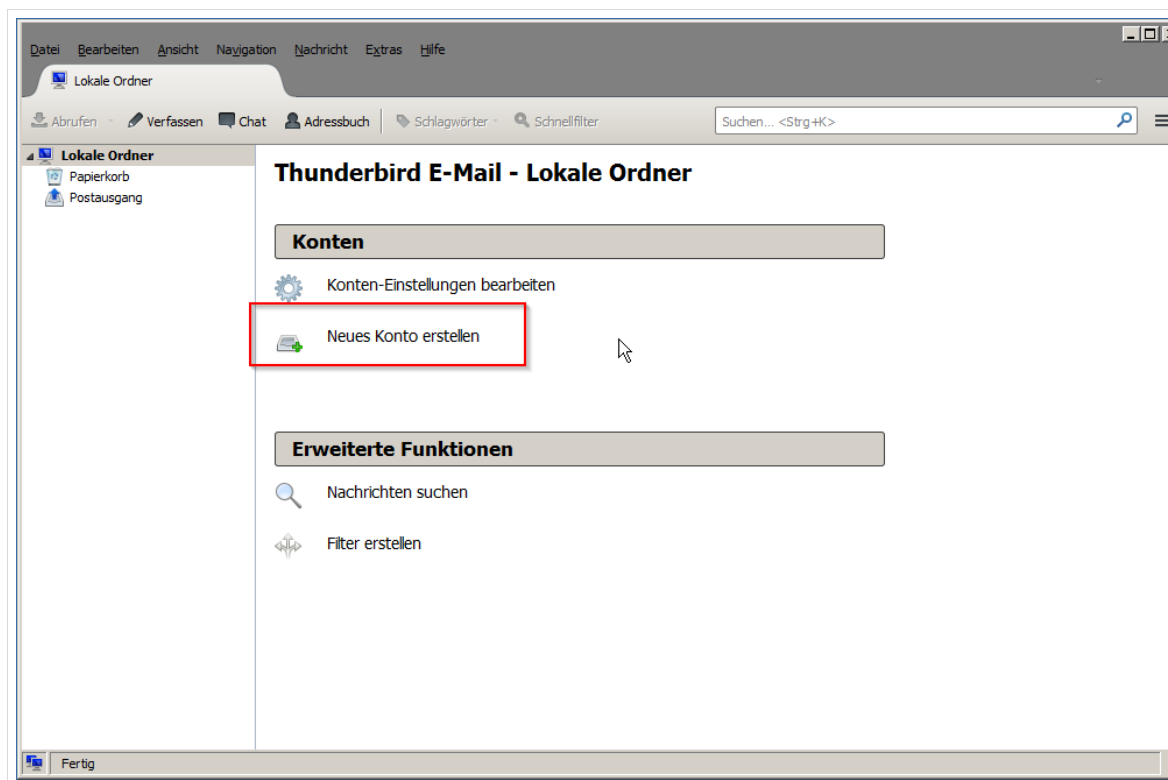 Datei Bearbeiten Ansicht Navigation Nachricht Extras Hilfe
Lokale Ordner
Abrufen Verfassen Chat Adressbuch Schlagwörter Schnellfilter Suchen... <Strg+K>
Lokale Ordner
Papierkorb
Postausgang
Thunderbird E-Mail - Lokale Ordner
Konten
Konten-Einstellungen bearbeiten
Neues Konto erstellen
Erweiterte Funktionen
Nachrichten suchen
Filter erstellen
Fertig